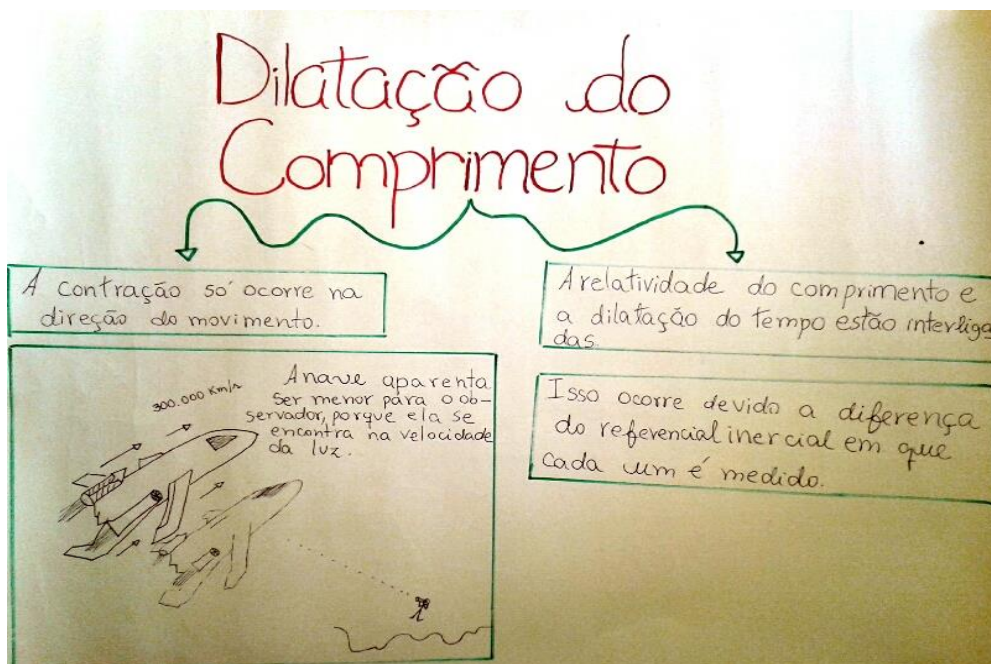 Dilatação do
Comprimento
A contração só ocorre na
direção do movimento.
300.000 Km/s
A nave aparenta
ser menor para o ob-
servador, porque ela se
encontra na velocidade
da luz.
A relatividade do comprimento e
a dilatação do tempo estão interliga
das.
Isso ocorre devido a diferença
do referencial inercial em que
cada um é medido.